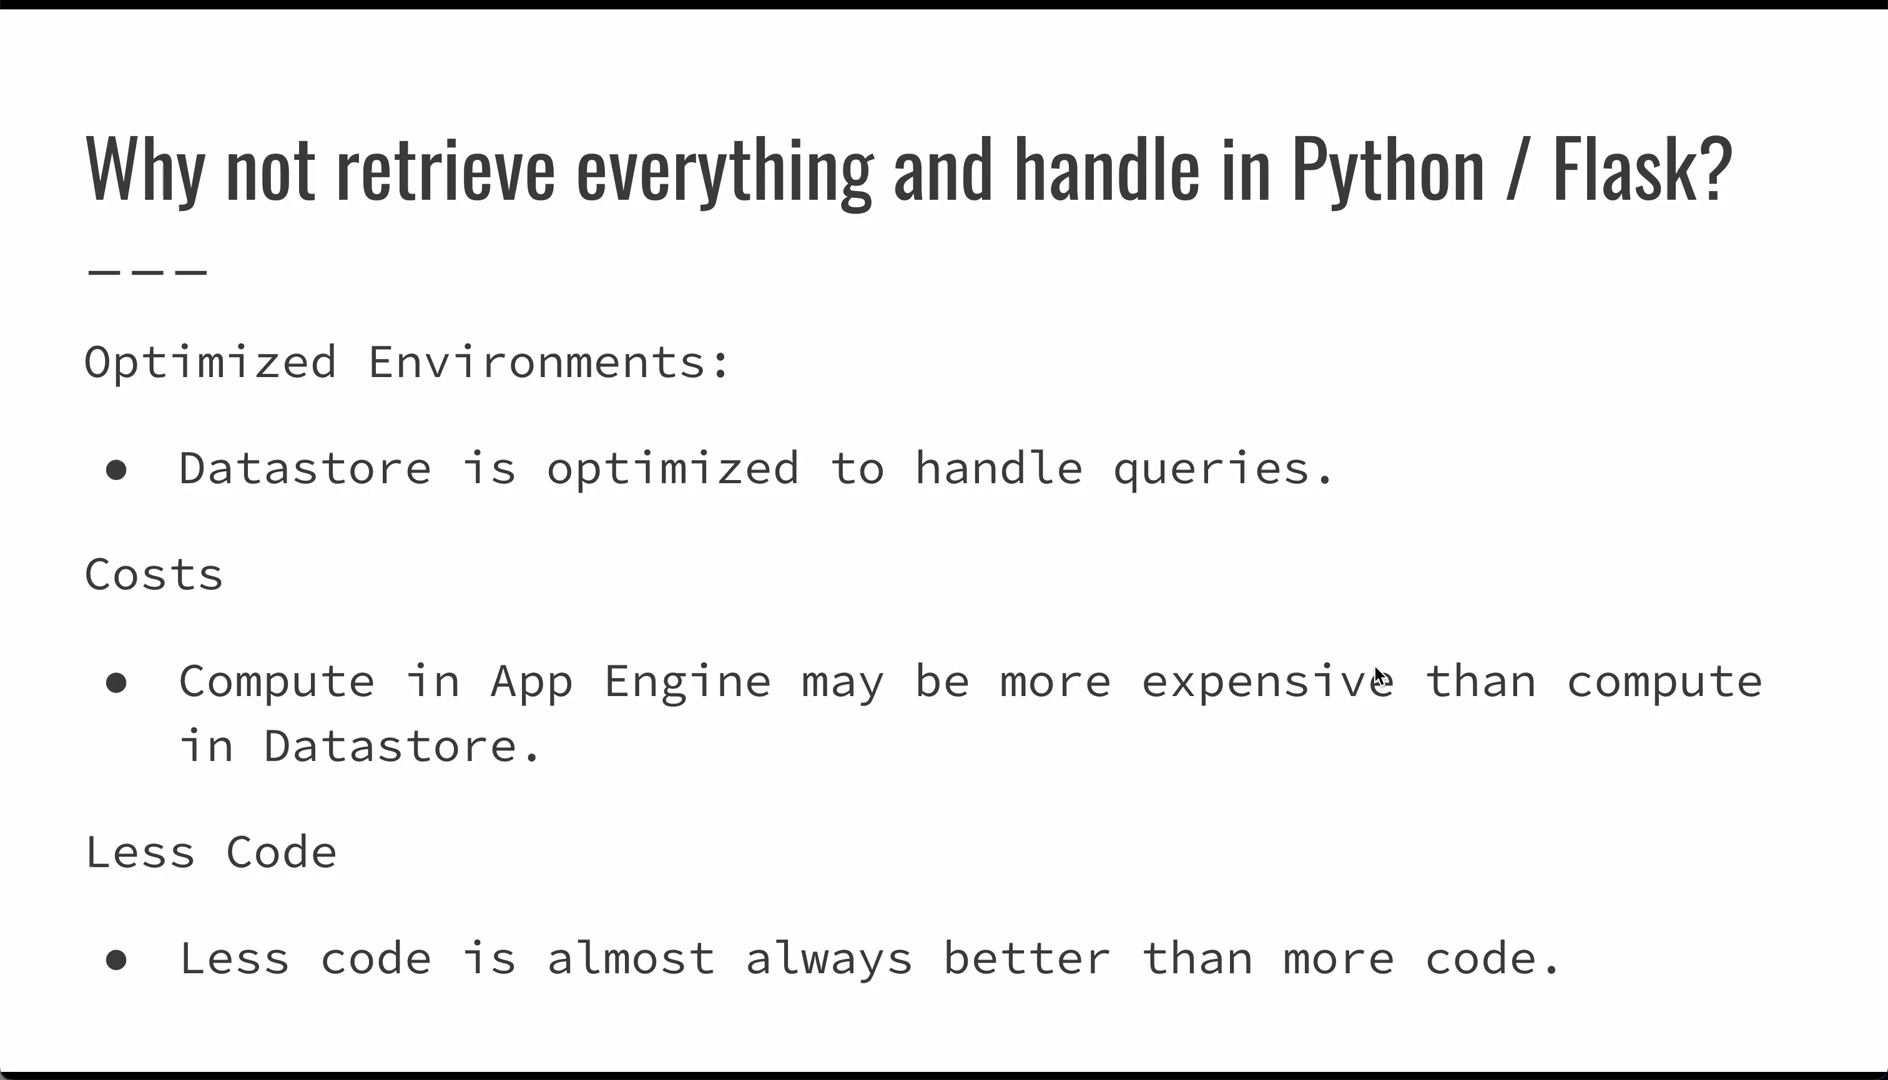 Why not retrieve everything and handle in Python / Flask?
———
Optimized Environments:
● Datastore is optimized to handle queries.
Costs
● Compute in App Engine may be more expensive than compute
in Datastore.
Less Code
● Less code is almost always better than more code.